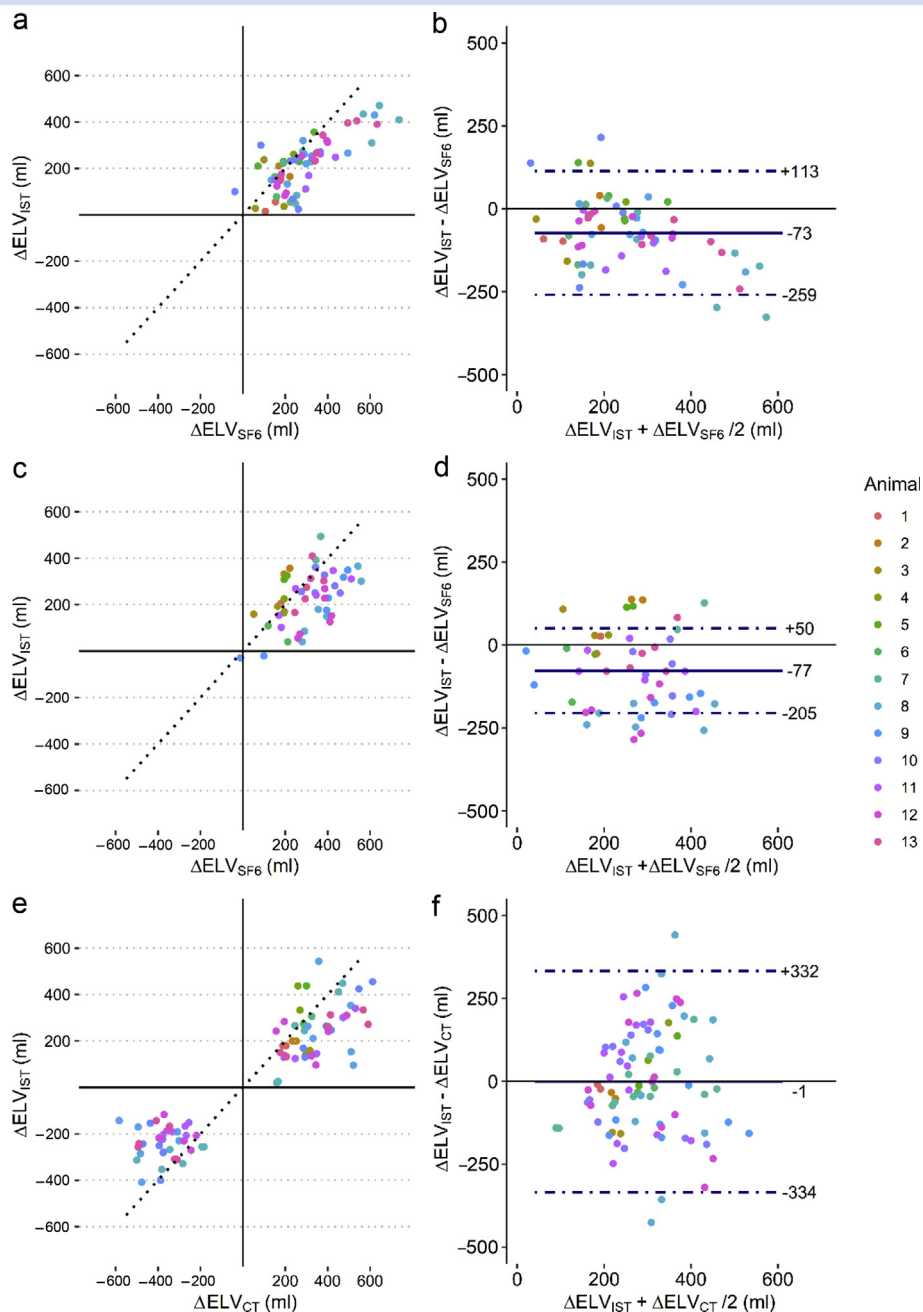 a
ΔELV_IST (ml)
600
400
200
0
−200
−400
−600
−600 −400 −200 0 200 400 600
ΔELV_SF6 (ml)
b
ΔELV_IST - ΔELV_SF6 (ml)
500
250
0
−250
−500
+113
-73
-259
0 200 400 600
ΔELV_IST + ΔELV_SF6 /2 (ml)
c
ΔELV_IST (ml)
600
400
200
0
−200
−400
−600
−600 −400 −200 0 200 400 600
ΔELV_SF6 (ml)
d
ΔELV_IST - ΔELV_SF6 (ml)
500
250
0
−250
−500
+50
-77
-205
0 200 400 600
ΔELV_IST +ΔELV_SF6 /2 (ml)
Animal
1
2
3
4
5
6
7
8
9
10
11
12
13
e
ΔELV_IST (ml)
600
400
200
0
−200
−400
−600
−600 −400 −200 0 200 400 600
ΔELV_CT (ml)
f
ΔELV_IST - ΔELV_CT (ml)
500
250
0
−250
−500
+332
-1
-334
0 200 400 600
ΔELV_IST + ΔELV_CT /2 (ml)